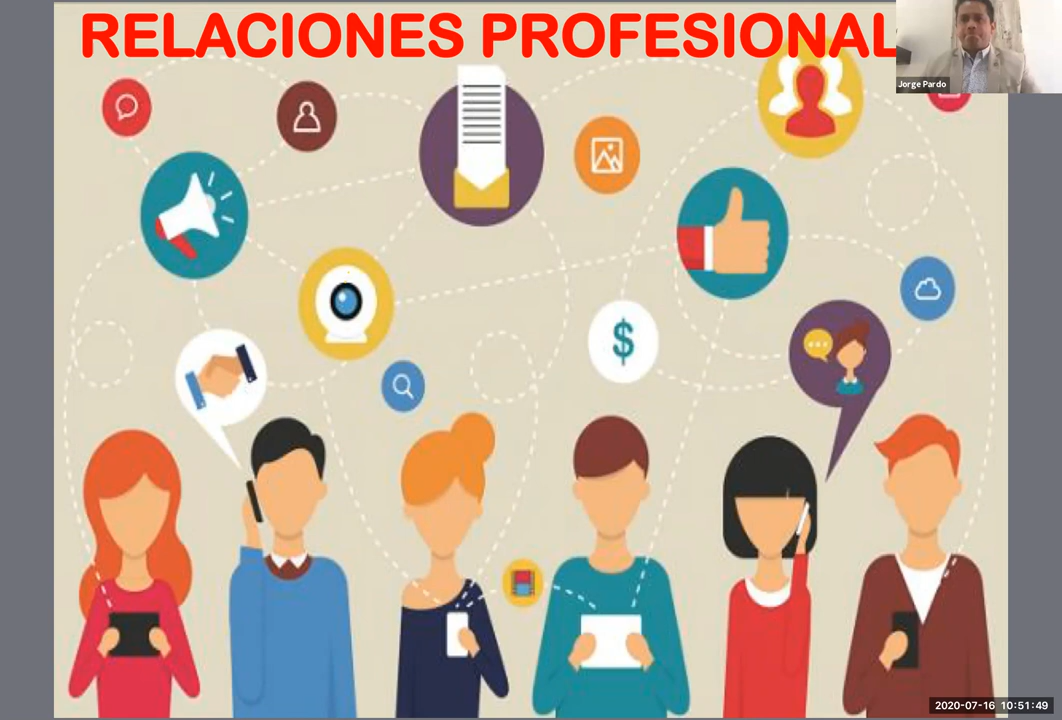 RELACIONES PROFESIONAL
Jorge Pardo
$
2020-07-16 10:51:49